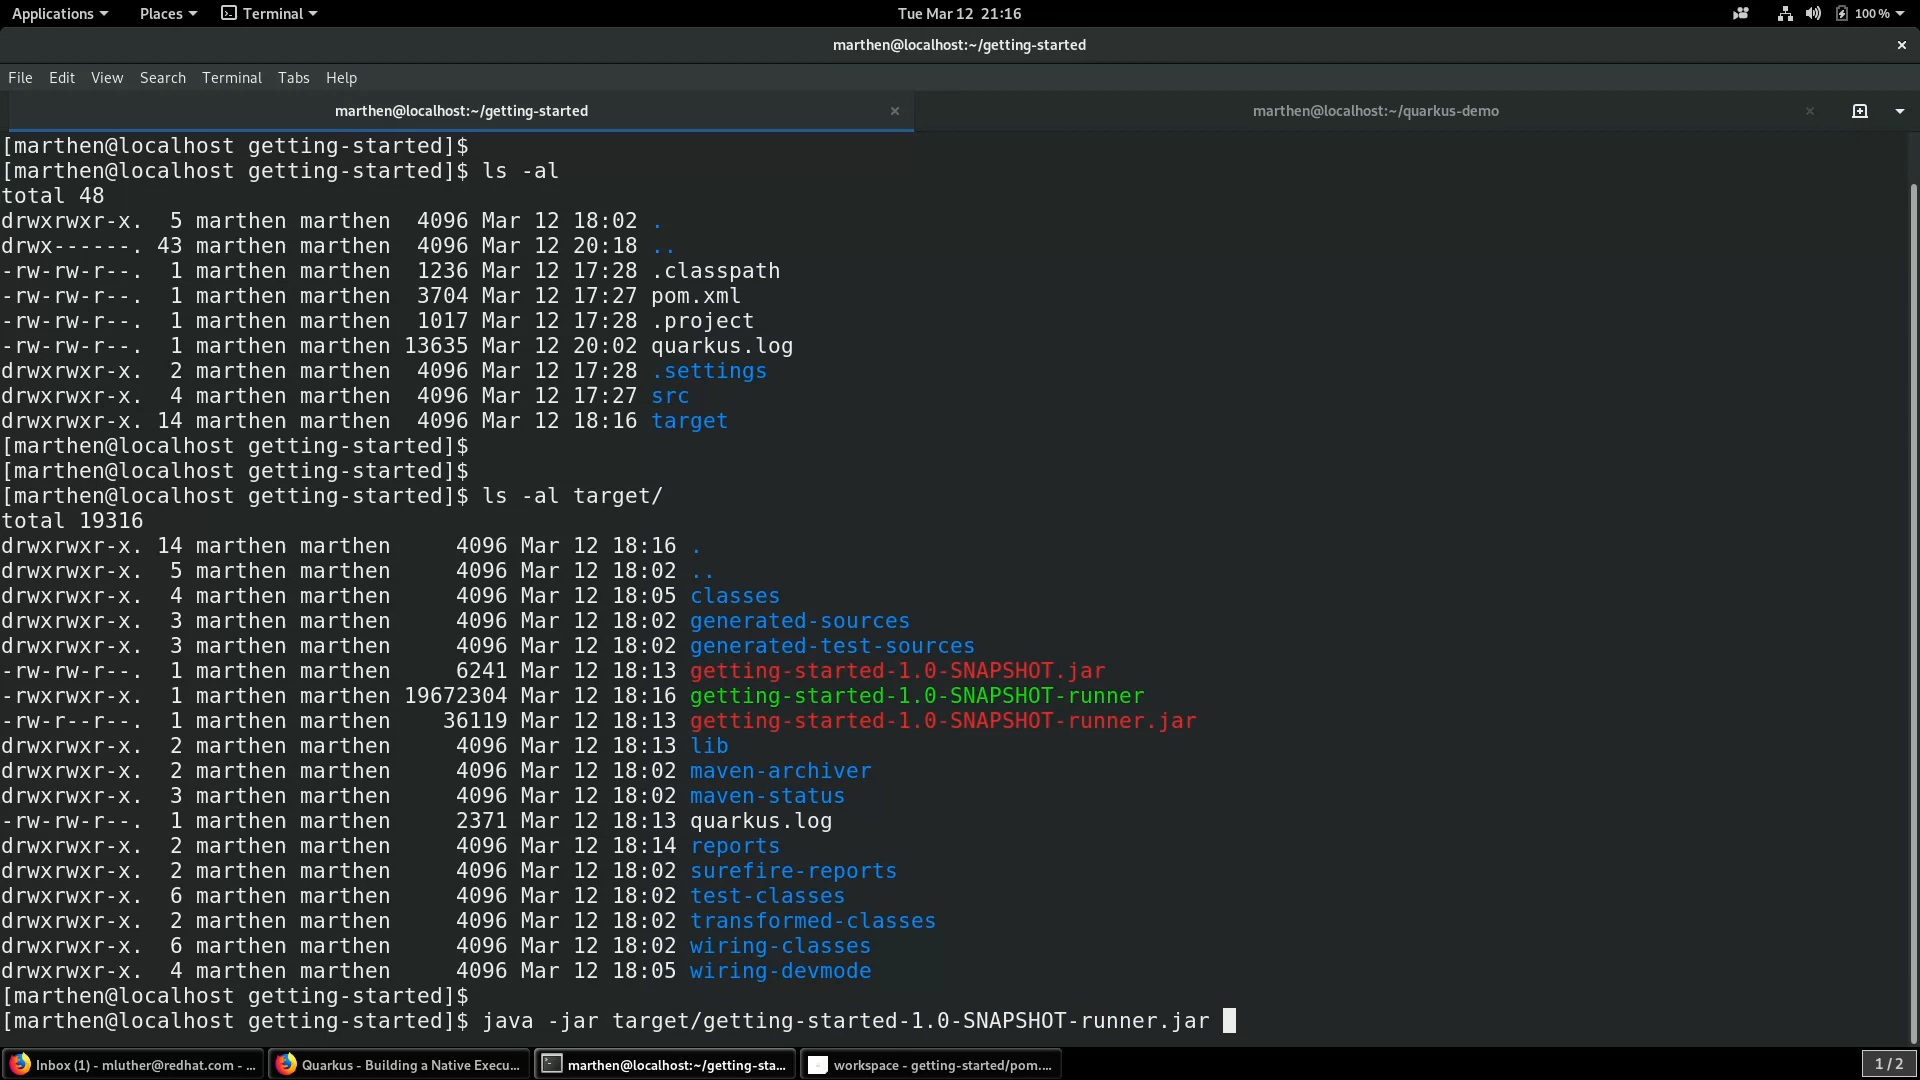 Applications Places Terminal Tue Mar 12 21:16 100 %
marthen@localhost:~/getting-started
File Edit View Search Terminal Tabs Help
marthen@localhost:~/getting-started marthen@localhost:~/quarkus-demo
[marthen@localhost getting-started]$
[marthen@localhost getting-started]$ ls -al
total 48
drwxrwxr-x.  5 marthen marthen  4096 Mar 12 18:02 .
drwx------. 43 marthen marthen  4096 Mar 12 20:18 ..
-rw-rw-r--.  1 marthen marthen  1236 Mar 12 17:28 .classpath
-rw-rw-r--.  1 marthen marthen  3704 Mar 12 17:27 pom.xml
-rw-rw-r--.  1 marthen marthen  1017 Mar 12 17:28 .project
-rw-rw-r--.  1 marthen marthen 13635 Mar 12 20:02 quarkus.log
drwxrwxr-x.  2 marthen marthen  4096 Mar 12 17:28 .settings
drwxrwxr-x.  4 marthen marthen  4096 Mar 12 17:27 src
drwxrwxr-x. 14 marthen marthen  4096 Mar 12 18:16 target
[marthen@localhost getting-started]$
[marthen@localhost getting-started]$
[marthen@localhost getting-started]$ ls -al target/
total 19316
drwxrwxr-x. 14 marthen marthen     4096 Mar 12 18:16 .
drwxrwxr-x.  5 marthen marthen     4096 Mar 12 18:02 ..
drwxrwxr-x.  4 marthen marthen     4096 Mar 12 18:05 classes
drwxrwxr-x.  3 marthen marthen     4096 Mar 12 18:02 generated-sources
drwxrwxr-x.  3 marthen marthen     4096 Mar 12 18:02 generated-test-sources
-rw-rw-r--.  1 marthen marthen     6241 Mar 12 18:13 getting-started-1.0-SNAPSHOT.jar
-rwxrwxr-x.  1 marthen marthen 19672304 Mar 12 18:16 getting-started-1.0-SNAPSHOT-runner
-rw-r--r--.  1 marthen marthen    36119 Mar 12 18:13 getting-started-1.0-SNAPSHOT-runner.jar
drwxrwxr-x.  2 marthen marthen     4096 Mar 12 18:13 lib
drwxrwxr-x.  2 marthen marthen     4096 Mar 12 18:02 maven-archiver
drwxrwxr-x.  3 marthen marthen     4096 Mar 12 18:02 maven-status
-rw-rw-r--.  1 marthen marthen     2371 Mar 12 18:13 quarkus.log
drwxrwxr-x.  2 marthen marthen     4096 Mar 12 18:14 reports
drwxrwxr-x.  2 marthen marthen     4096 Mar 12 18:02 surefire-reports
drwxrwxr-x.  6 marthen marthen     4096 Mar 12 18:02 test-classes
drwxrwxr-x.  2 marthen marthen     4096 Mar 12 18:02 transformed-classes
drwxrwxr-x.  6 marthen marthen     4096 Mar 12 18:02 wiring-classes
drwxrwxr-x.  4 marthen marthen     4096 Mar 12 18:05 wiring-devmode
[marthen@localhost getting-started]$
[marthen@localhost getting-started]$ java -jar target/getting-started-1.0-SNAPSHOT-runner.jar
Inbox (1) - mluther@redhat.com - ... Quarkus - Building a Native Execu... marthen@localhost:~/getting-sta... workspace - getting-started/pom.... 1 / 2